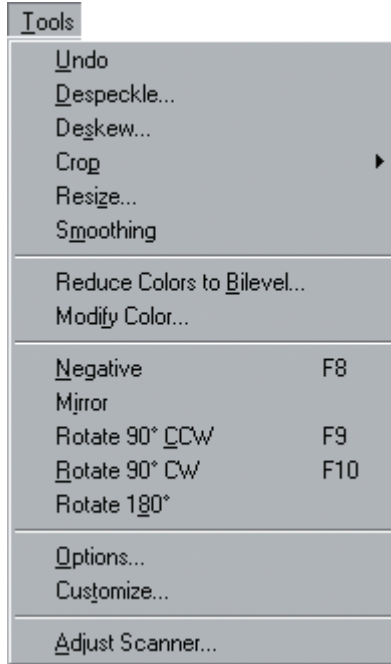 Tools
Undo
Despeckle...
Deskew...
Crop
Resize...
Smoothing
Reduce Colors to Bilevel...
Modify Color...
Negative F8
Mirror
Rotate 90° CCW F9
Rotate 90° CW F10
Rotate 180°
Options...
Customize...
Adjust Scanner...